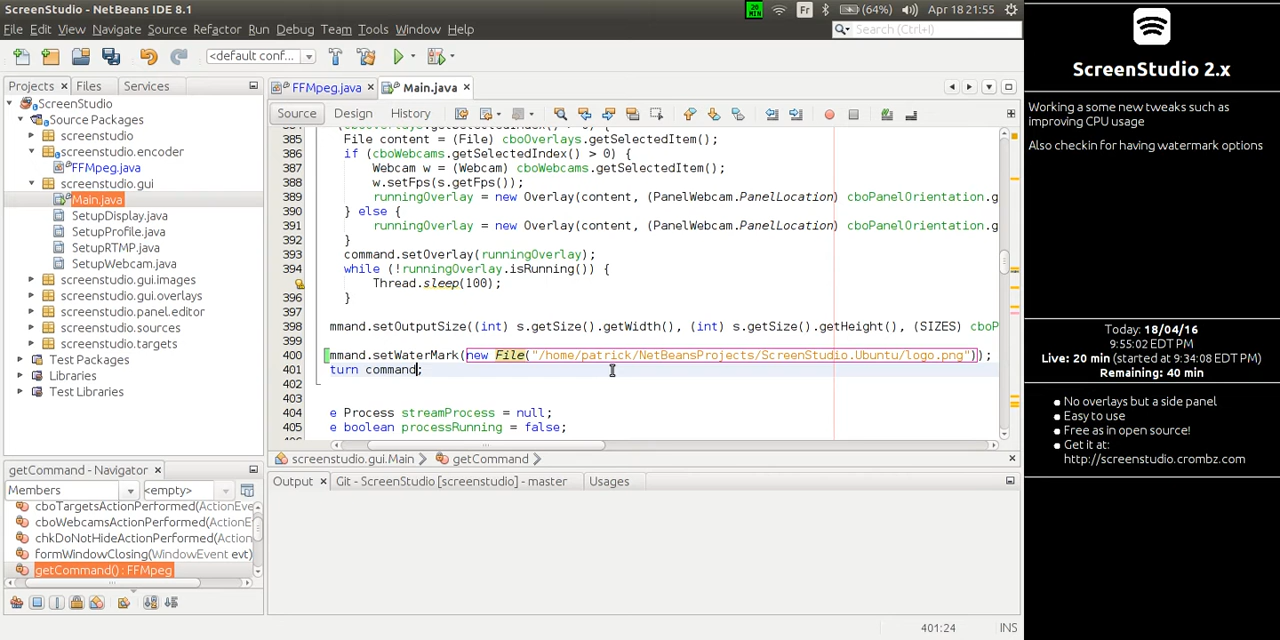 ScreenStudio - NetBeans IDE 8.1
20 MIN
Fr
(64%)
Apr 18 21:55
File Edit View Navigate Source Refactor Run Debug Team Tools Window Help
Search (Ctrl+I)
<default conf...
Projects Files Services
FFMpeg.java
Main.java
ScreenStudio
Source Packages
screenstudio
screenstudio.encoder
FFMpeg.java
screenstudio.gui
Main.java
SetupDisplay.java
SetupProfile.java
SetupRTMP.java
SetupWebcam.java
screenstudio.gui.images
screenstudio.gui.overlays
screenstudio.panel.editor
screenstudio.sources
screenstudio.targets
Test Packages
Libraries
Test Libraries
Source Design History
385 File content = (File) cboOverlays.getSelectedItem();
386 if (cboWebcams.getSelectedIndex() > 0) {
387 Webcam w = (Webcam) cboWebcams.getSelectedItem();
388 w.setFps(s.getFps());
389 runningOverlay = new Overlay(content, (PanelWebcam.PanelLocation) cboPanelOrientation.g
390 } else {
391 runningOverlay = new Overlay(content, (PanelWebcam.PanelLocation) cboPanelOrientation.g
392 }
393 command.setOverlay(runningOverlay);
394 while (!runningOverlay.isRunning()) {
Thread.sleep(100);
396 }
397
398 mmand.setOutputSize((int) s.getSize().getWidth(), (int) s.getSize().getHeight(), (SIZES) cboP
399
400 mmand.setWaterMark(new File("/home/patrick/NetBeansProjects/ScreenStudio.Ubuntu/logo.png"));
401 turn command;
402
403
404 e Process streamProcess = null;
405 e boolean processRunning = false;
screenstudio.gui.Main
getCommand
getCommand - Navigator
Members
<empty>
cboTargetsActionPerformed(ActionEve
cboWebcamsActionPerformed(ActionE
chkDoNotHideActionPerformed(Action
formWindowClosing(WindowEvent evt)
getCommand() : FFMpeg
Output Git - ScreenStudio [screenstudio] - master Usages
401:24
INS
ScreenStudio 2.x
Working a some new tweaks such as
improving CPU usage
Also checkin for having watermark options
Today: 18/04/16
9:55:02 EDT PM
Live: 20 min (started at 9:34:08 EDT PM)
Remaining: 40 min
No overlays but a side panel
Easy to use
Free as in open source!
Get it at:
http://screenstudio.crombz.com